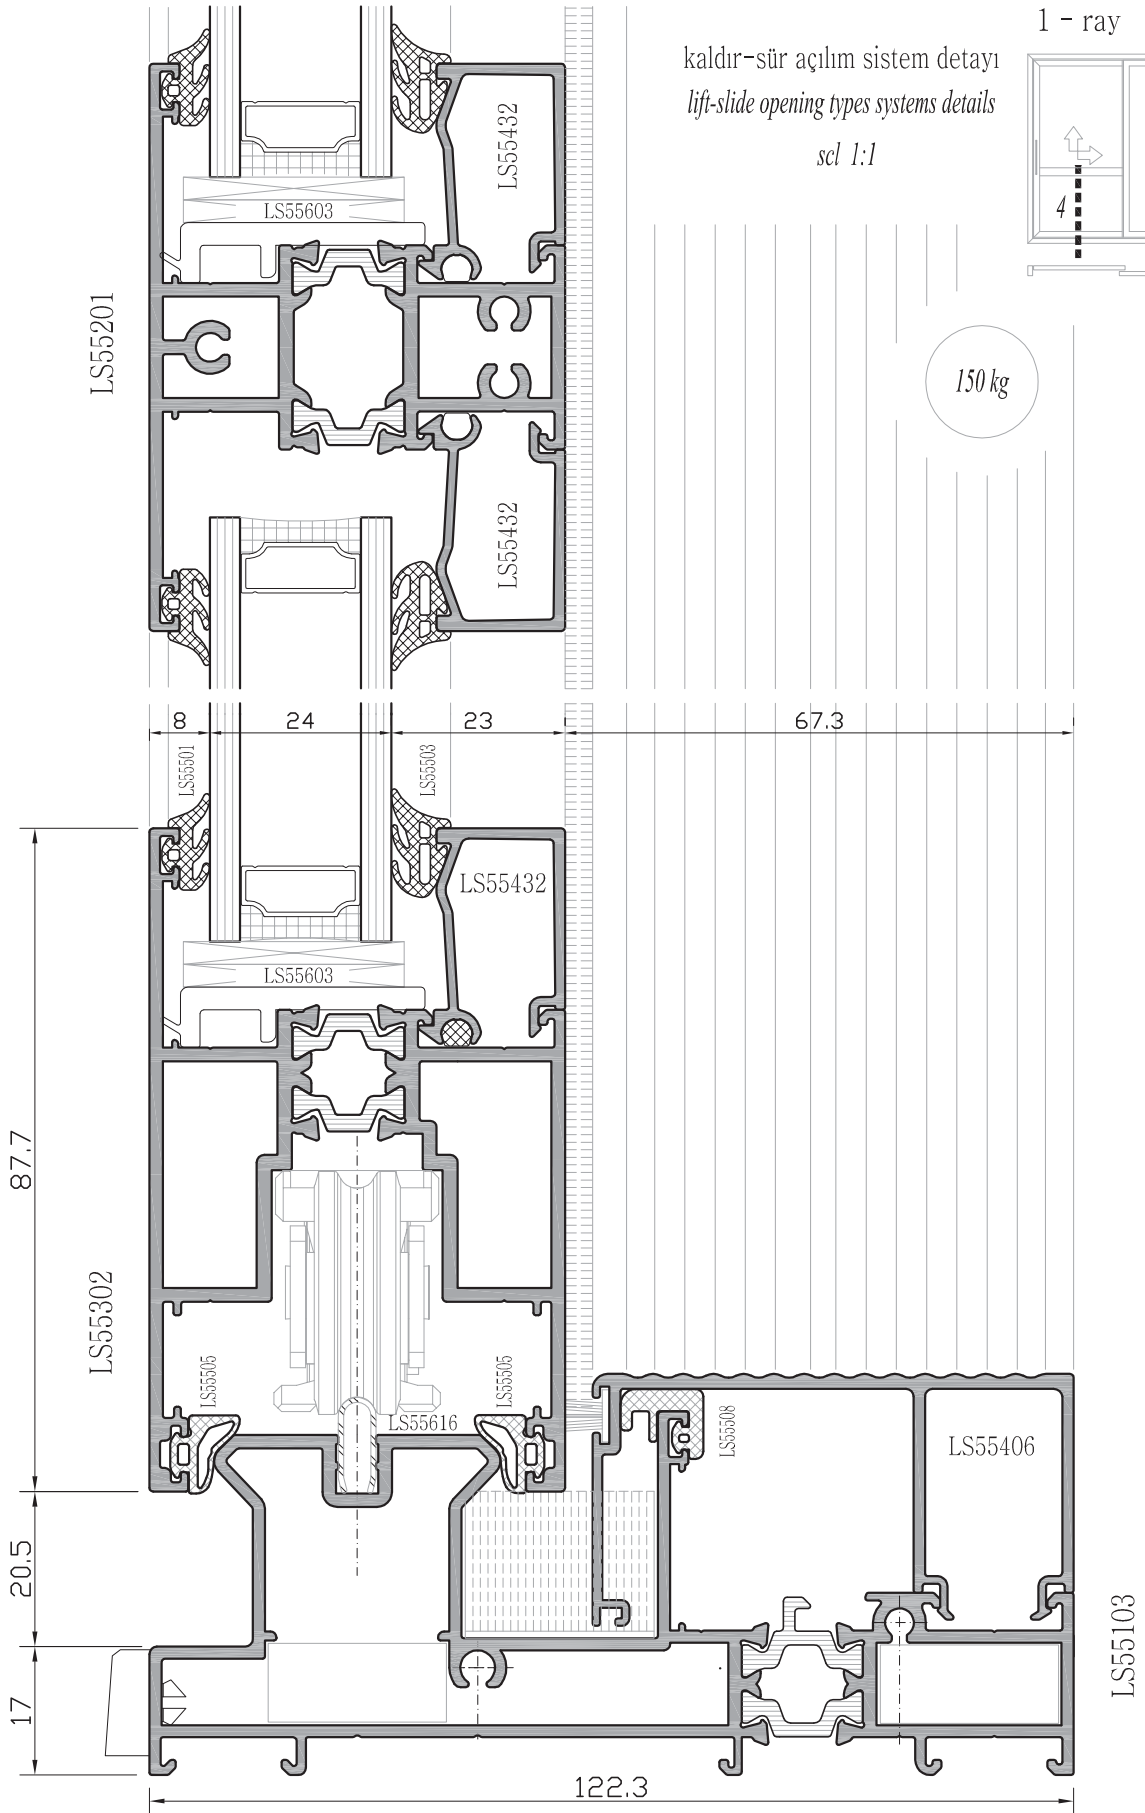 1 - ray
kaldır-sür açılım sistem detayı
lift-slide opening types systems details
scl 1:1
4
LS55432
LS55603
LS55201
150 kg
LS55432
8
24
23
67.3
LS55501
LS55503
LS55432
LS55603
87.7
LS55302
LS55505
LS55505
LS55616
LS55508
LS55406
20.5
LS55103
17
122.3